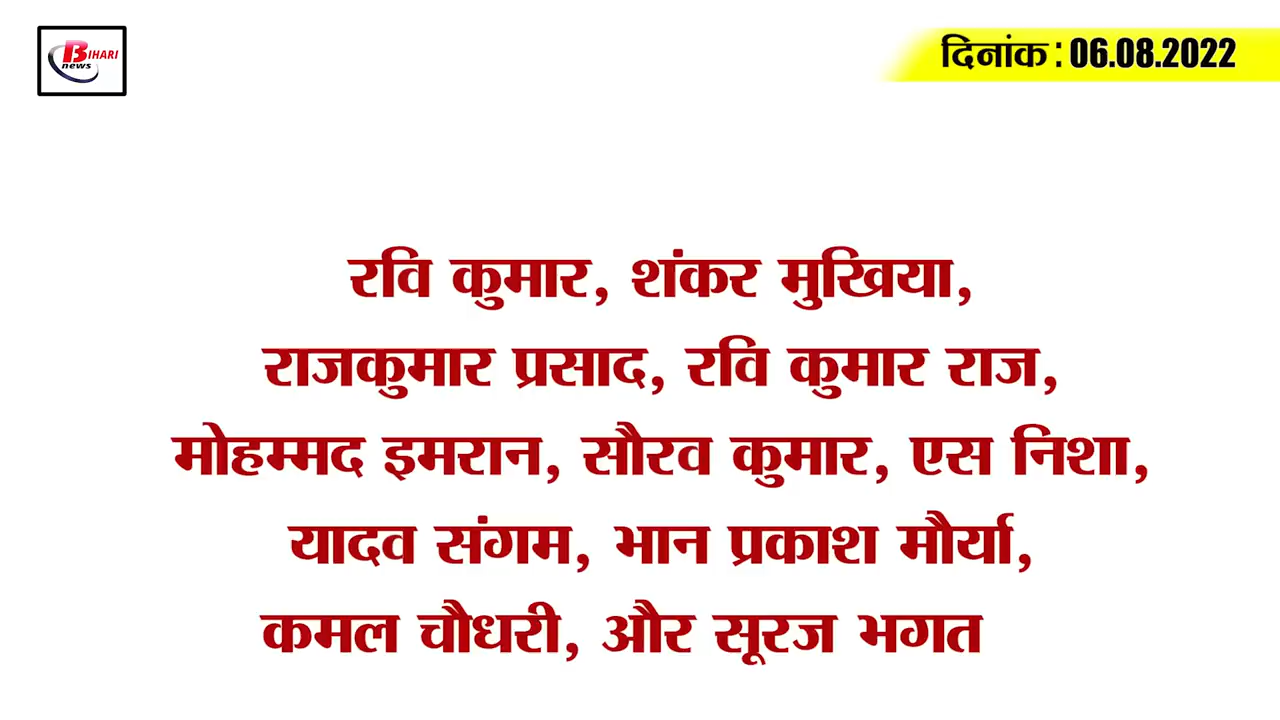 BIHARI
news
दिनांक : 06.08.2022
रवि कुमार, शंकर मुखिया,
राजकुमार प्रसाद, रवि कुमार राज,
मोहम्मद इमरान, सौरव कुमार, एस निशा,
यादव संगम, भान प्रकाश मौर्या,
कमल चौधरी, और सूरज भगत